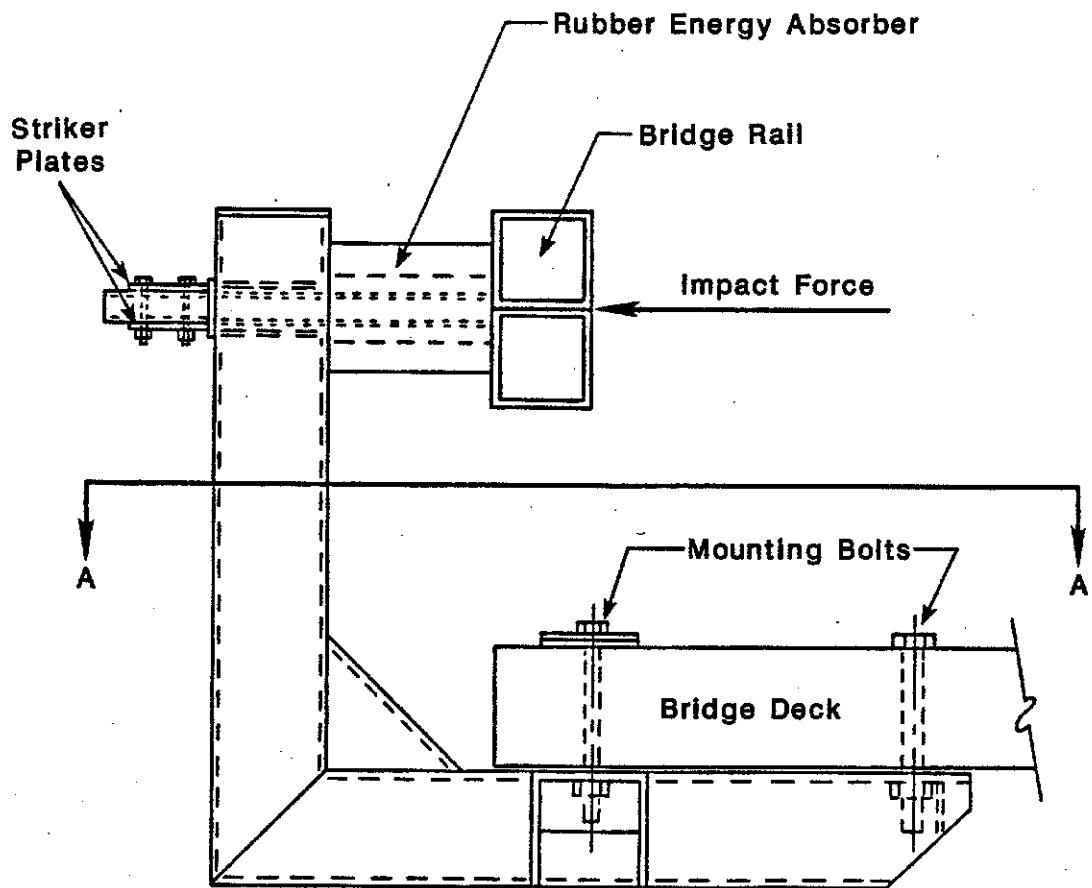 Rubber Energy Absorber
Striker
Plates
Bridge Rail
Impact Force
A
A
Mounting Bolts
Bridge Deck